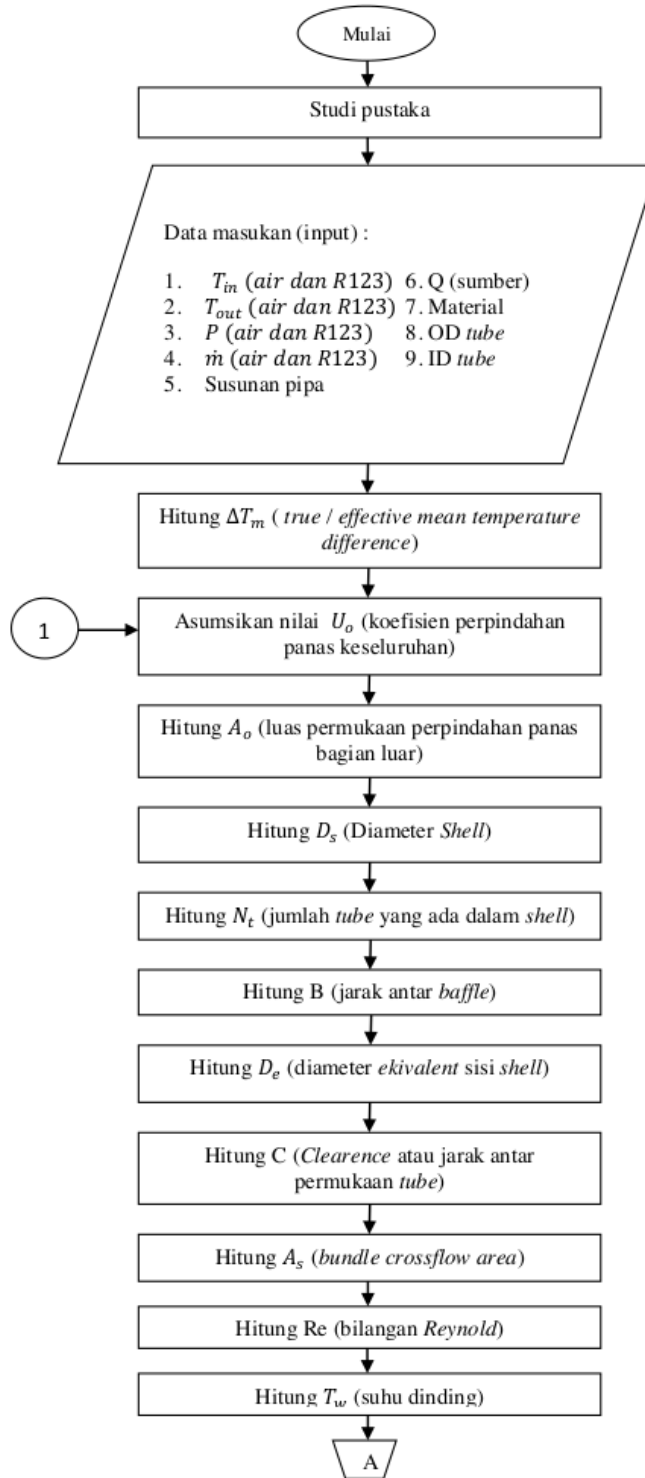 Mulai
Studi pustaka
Data masukan (input) :
1. T_in (air dan R123) 6. Q (sumber)
2. T_out (air dan R123) 7. Material
3. P (air dan R123) 8. OD tube
4. ṁ (air dan R123) 9. ID tube
5. Susunan pipa
Hitung ΔT_m ( true / effective mean temperature
difference)
1
Asumsikan nilai U_o (koefisien perpindahan
panas keseluruhan)
Hitung A_o (luas permukaan perpindahan panas
bagian luar)
Hitung D_s (Diameter Shell)
Hitung N_t (jumlah tube yang ada dalam shell)
Hitung B (jarak antar baffle)
Hitung D_e (diameter ekivalent sisi shell)
Hitung C (Clearence atau jarak antar
permukaan tube)
Hitung A_s (bundle crossflow area)
Hitung Re (bilangan Reynold)
Hitung T_w (suhu dinding)
A